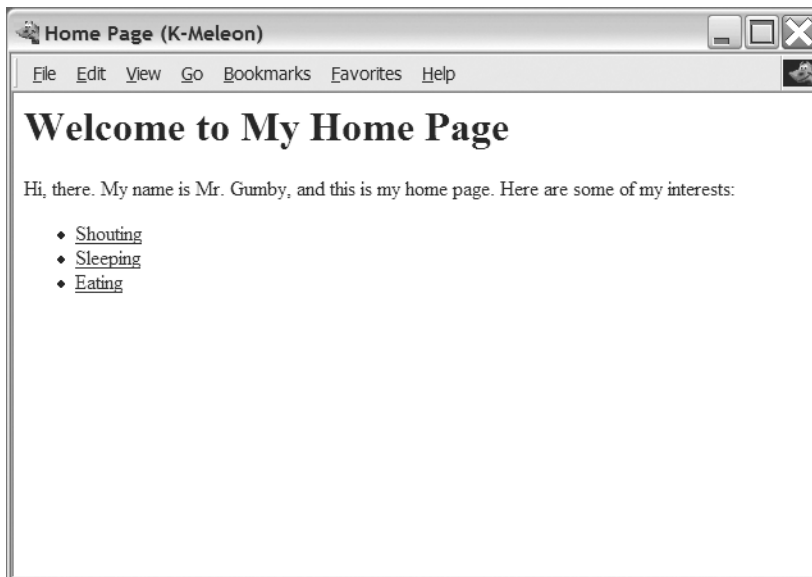 Home Page (K-Meleon)
File Edit View Go Bookmarks Favorites Help
Welcome to My Home Page
Hi, there. My name is Mr. Gumby, and this is my home page. Here are some of my interests:
Shouting
Sleeping
Eating